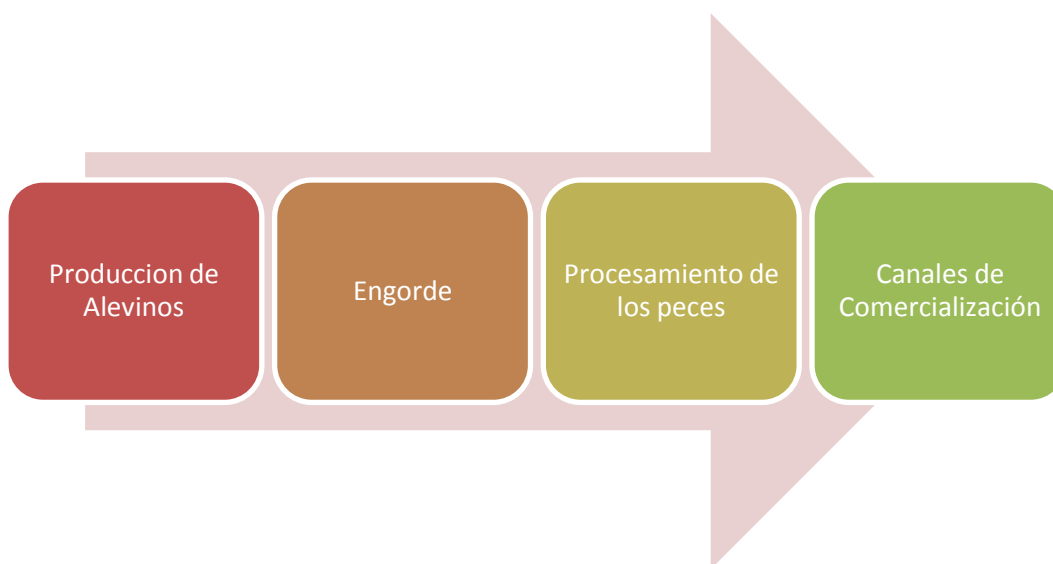 Produccion de
Alevinos
Engorde
Procesamiento de
los peces
Canales de
Comercialización